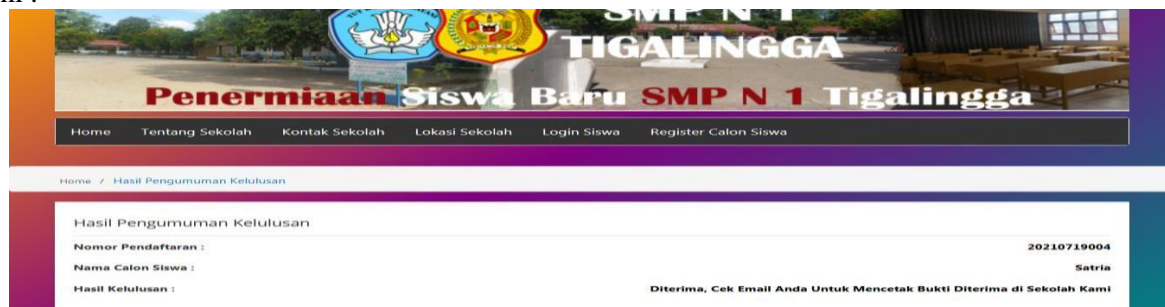 SMP N 1
TIGALINGGA
Penermiaan Siswa Baru SMP N 1 Tigalingga
Home Tentang Sekolah Kontak Sekolah Lokasi Sekolah Login Siswa Register Calon Siswa
Home / Hasil Pengumuman Kelulusan
Hasil Pengumuman Kelulusan
Nomor Pendaftaran : 20210719004
Nama Calon Siswa : Satria
Hasil Kelulusan : Diterima, Cek Email Anda Untuk Mencetak Bukti Diterima di Sekolah Kami